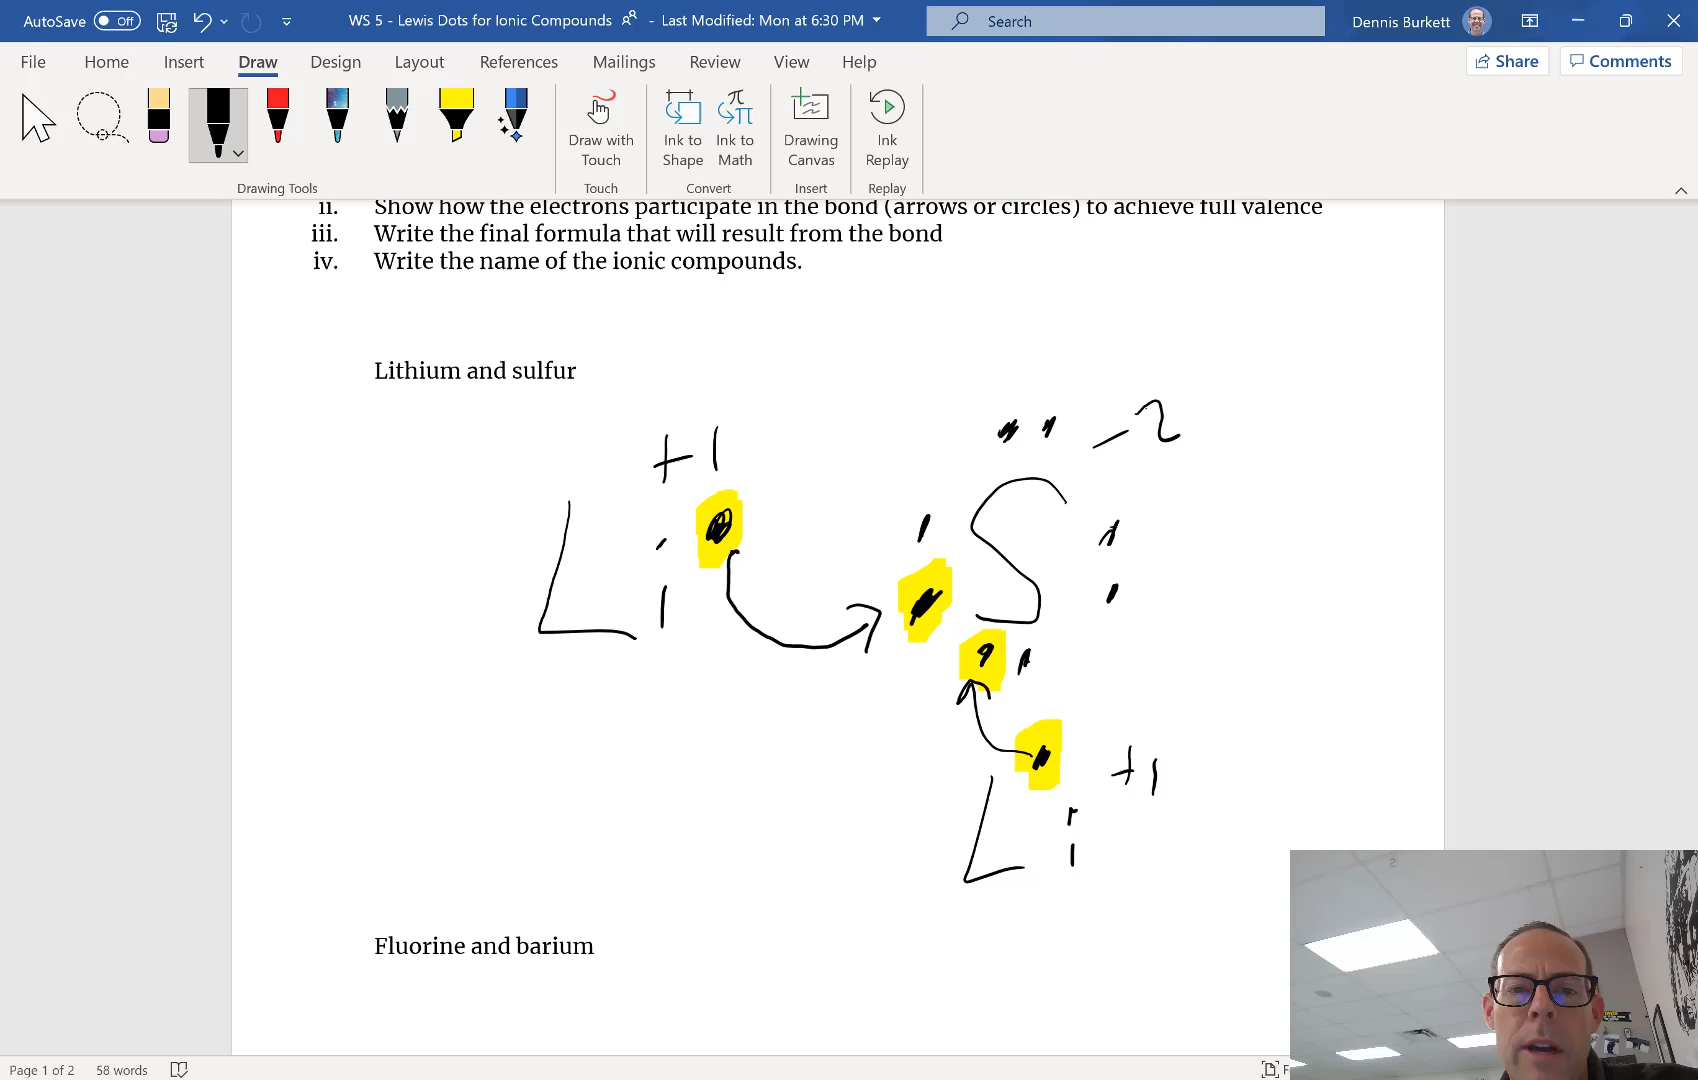 AutoSave Off WS 5 - Lewis Dots for Ionic Compounds - Last Modified: Mon at 6:30 PM Search Dennis Burkett
File Home Insert Draw Design Layout References Mailings Review View Help Share Comments
Draw with Touch
Ink to Shape
Ink to Math
Drawing Canvas
Ink Replay
Drawing Tools Touch Convert Insert Replay
ii. Show how the electrons participate in the bond (arrows or circles) to achieve full valence
iii. Write the final formula that will result from the bond
iv. Write the name of the ionic compounds.
Lithium and sulfur
+1 -2
Li S
+1
Li
Fluorine and barium
Page 1 of 2 58 words F